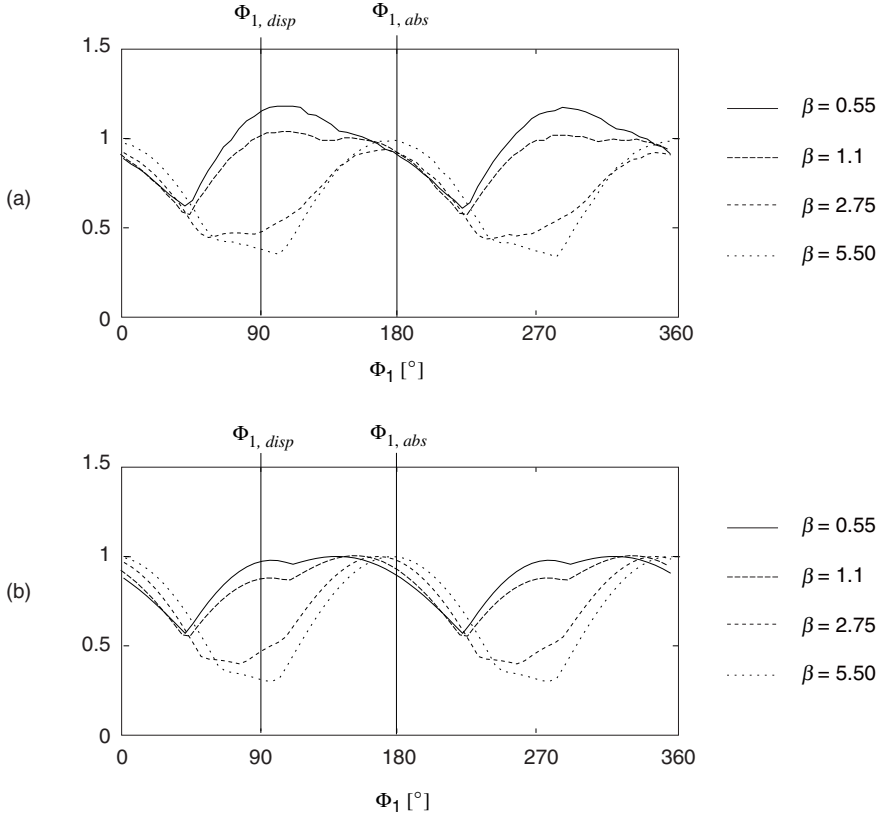 Φ1, disp Φ1, abs
1.5
1
0.5
0
0 90 180 270 360
Φ1 [°]
(a)
β = 0.55
β = 1.1
β = 2.75
β = 5.50
Φ1, disp Φ1, abs
1.5
1
0.5
0
0 90 180 270 360
Φ1 [°]
(b)
β = 0.55
β = 1.1
β = 2.75
β = 5.50